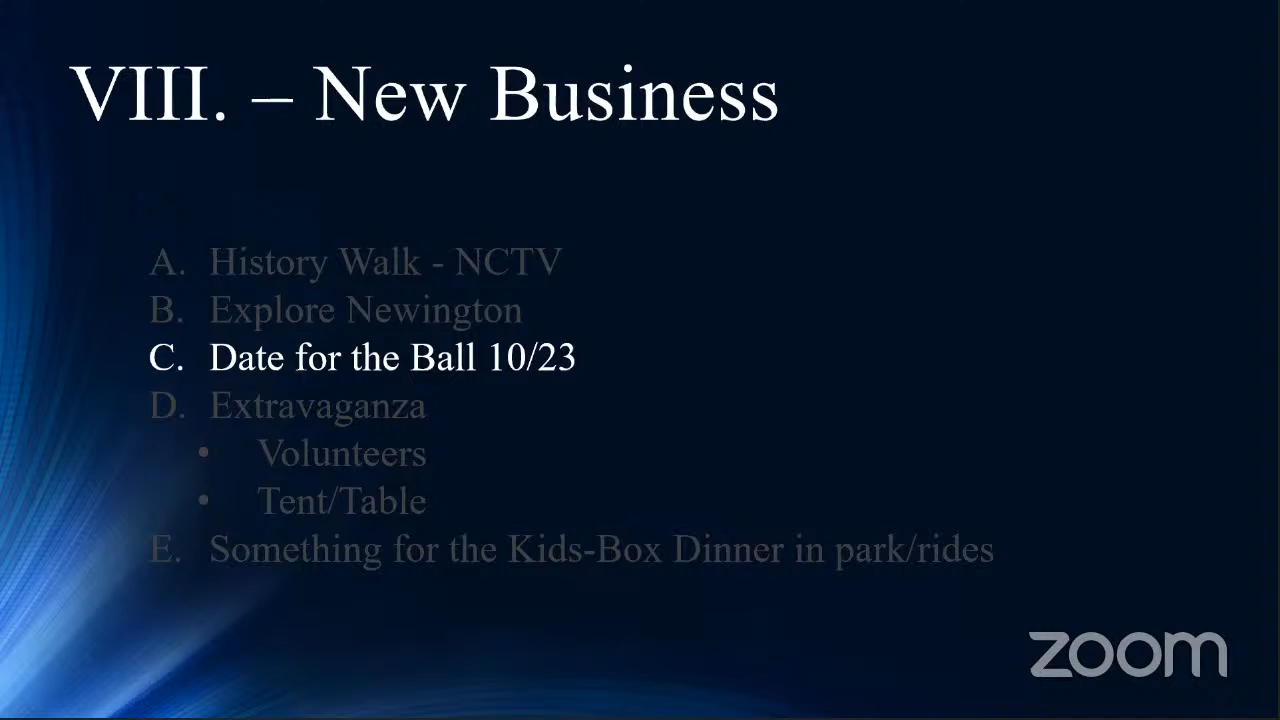 VIII. – New Business
A. History Walk - NCTV
B. Explore Newington
C. Date for the Ball 10/23
D. Extravaganza
• Volunteers
• Tent/Table
E. Something for the Kids-Box Dinner in park/rides
zoom